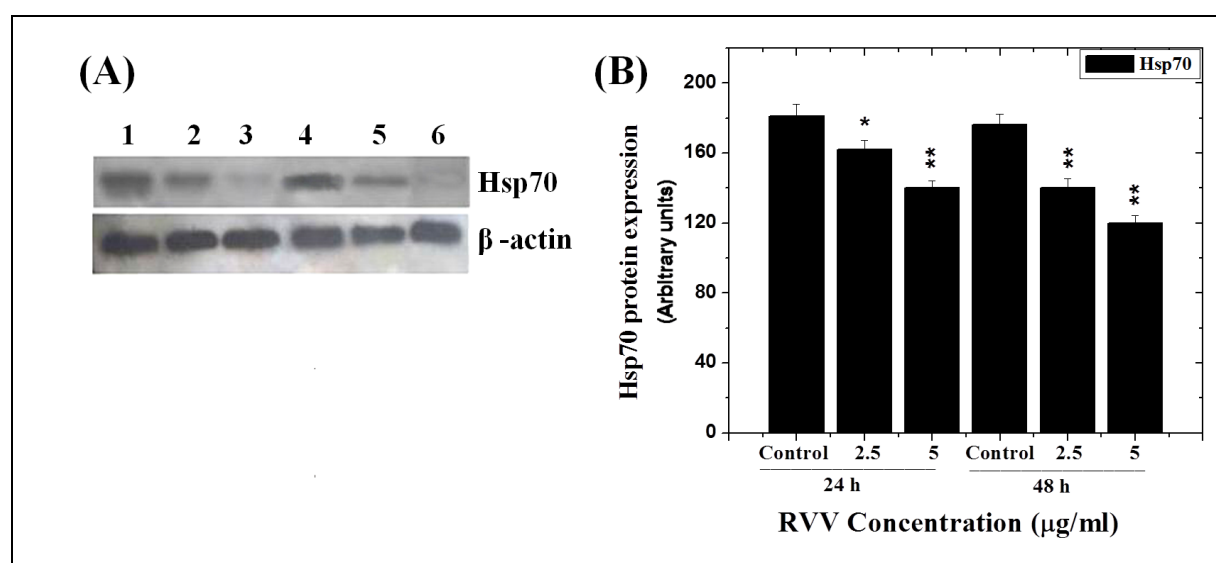 (A)
1 2 3 4 5 6
Hsp70
β -actin
(B)
Hsp70
Hsp70 protein expression
(Arbitrary units)
200
160
120
80
40
0
*
**
**
**
Control 2.5 5 Control 2.5 5
24 h 48 h
RVV Concentration (μg/ml)